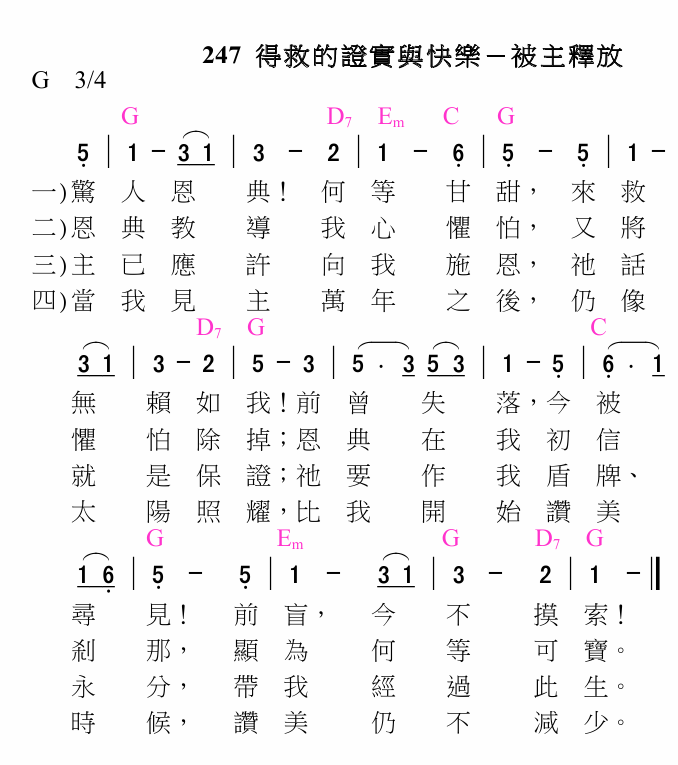 247 得救的證實與快樂－被主釋放
G 3/4
G D7 Em C G
5 | 1 - 3 1 | 3 - 2 | 1 - 6 | 5 - 5 | 1 -
一)驚人恩典！何等甘甜，來救
二)恩典教導我心懼怕，又將
三)主已應許向我施恩，祂話
四)當我見主萬年之後，仍像
D7 G C
3 1 | 3 - 2 | 5 - 3 | 5 · 3 5 3 | 1 - 5 | 6 · 1
無賴如我！前曾失落，今被
懼怕除掉；恩典在我初信
就是保證；祂要作我盾牌、
太陽照耀，比我開始讚美
G Em G D7 G
1 6 | 5 - 5 | 1 - 3 1 | 3 - 2 | 1 - ‖
尋見！前盲，今不摸索！
剎那，顯為何等可寶。
永分，帶我經過此生。
時候，讚美仍不減少。